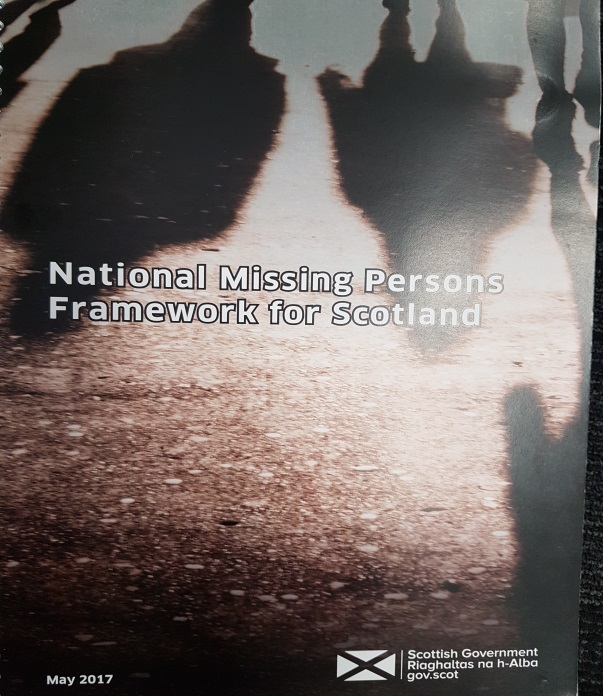 National Missing Persons
Framework for Scotland
May 2017
Scottish Government
Riaghaltas na h-Alba
gov.scot